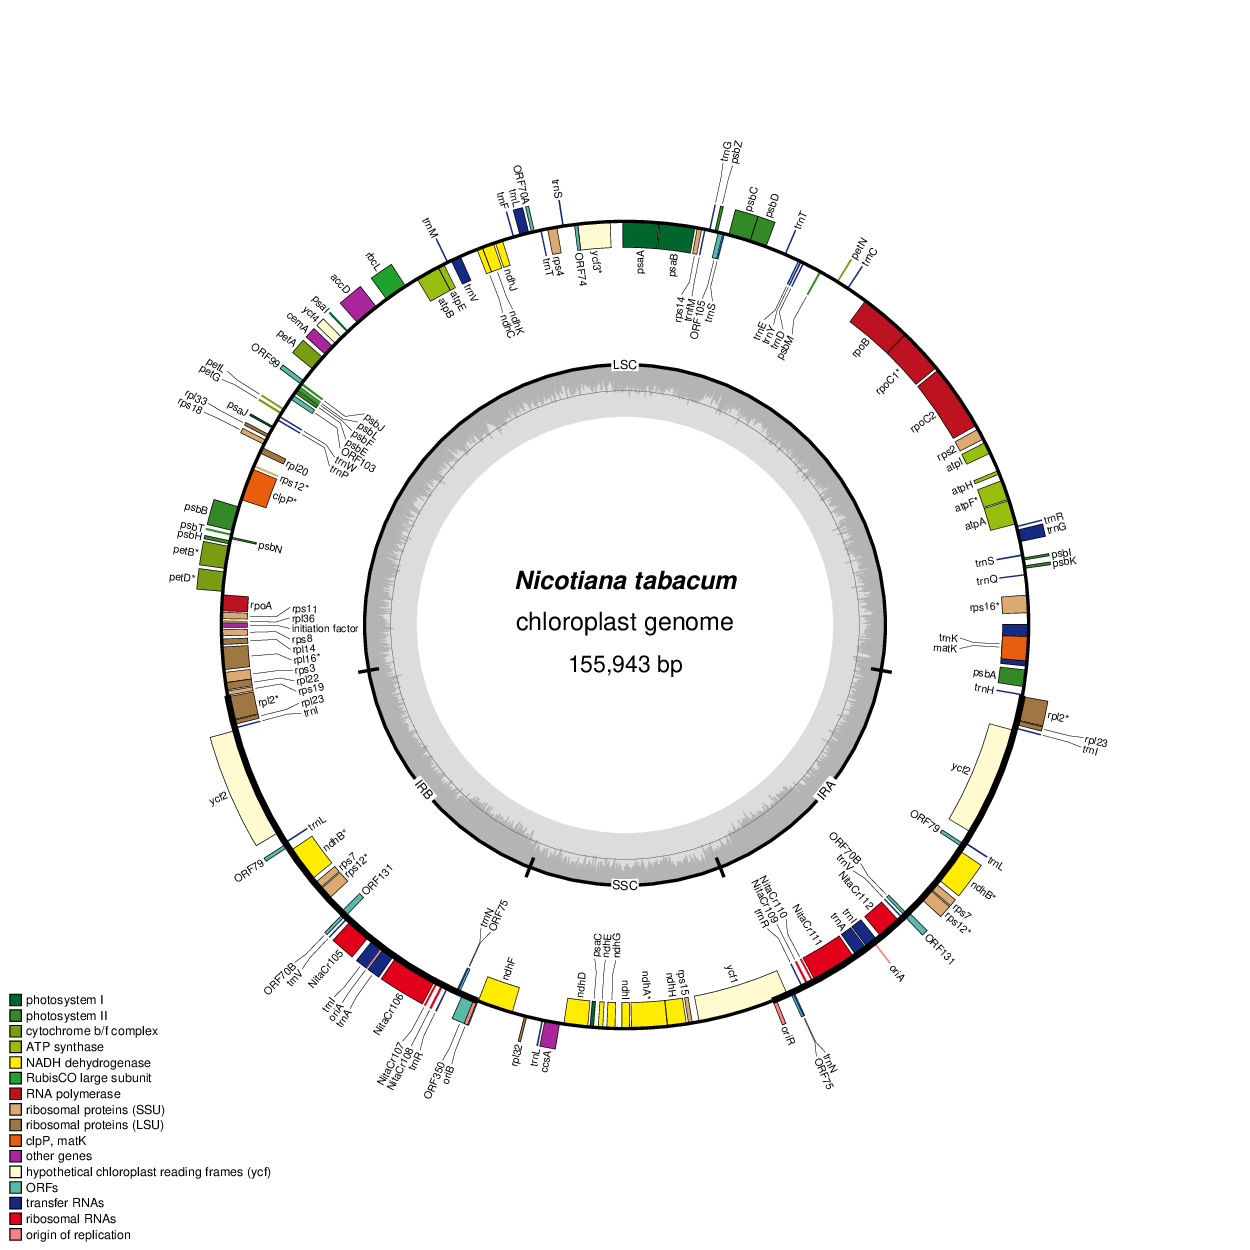 trnG
psbZ
psbC
psbD
trnT
petN
trnC
ORF70A
trnL
trnF
trnS
trnM
rbcL
accD
psaI
ycf4
cemA
petA
ORF99
petL
petG
psaJ
rpl33
rps18
psbB
psbT
psbH
petB*
petD*
trnT
rps4
ORF74
ycf3*
psaA
psaB
rps14
trnfM
ORF105
trnS
trnE
trnY
trnD
psbM
ndhJ
ndhK
ndhC
trnV
atpE
atpB
psbJ
psbL
psbF
psbE
ORF103
trnW
trnP
rpl20
rps12*
clpP*
psbN
rpoB
rpoC1*
rpoC2
rps2
atpI
atpH
atpF*
atpA
trnR
trnG
psbI
psbK
trnS
trnQ
rps16*
trnK
matK
psbA
trnH
rpl2*
rpl23
trnI
ycf2
ORF79
trnL
ndhB*
rps7
rps12*
ORF131
ORF70B
trnV
NitaCr112
oriA
trnI
trnA
NitaCr111
NitaCr110
NitaCr109
trnR
trnN
ORF75
oriR
ycf1
rps15
ndhH
ndhA*
ndhI
ndhG
ndhE
psaC
ndhD
ccsA
trnL
rpl32
ndhF
ORF75
trnN
oriB
ORF350
trnR
NitaCr108
NitaCr107
NitaCr106
trnA
oriA
trnI
NitaCr105
trnV
ORF70B
ORF131
rps12*
rps7
ndhB*
trnL
ORF79
ycf2
rpoA
rps11
rpl36
initiation factor
rps8
rpl14
rpl16*
rps3
rpl22
rps19
rpl2*
rpl23
trnI
LSC
IRB
SSC
IRA
Nicotiana tabacum
chloroplast genome
155,943 bp
photosystem I
photosystem II
cytochrome b/f complex
ATP synthase
NADH dehydrogenase
RubisCO large subunit
RNA polymerase
ribosomal proteins (SSU)
ribosomal proteins (LSU)
clpP, matK
other genes
hypothetical chloroplast reading frames (ycf)
ORFs
transfer RNAs
ribosomal RNAs
origin of replication